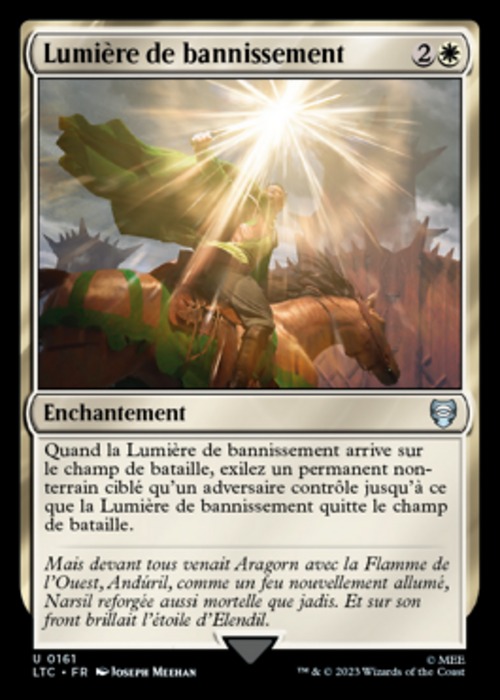 Lumière de bannissement 2
Enchantement
Quand la Lumière de bannissement arrive sur
le champ de bataille, exilez un permanent non-
terrain ciblé qu'un adversaire contrôle jusqu'à ce
que la Lumière de bannissement quitte le champ
de bataille.
Mais devant tous venait Aragorn avec la Flamme de
l'Ouest, Andúril, comme un feu nouvellement allumé,
Narsil reforgée aussi mortelle que jadis. Et sur son
front brillait l'étoile d'Elendil.
U 0161
LTC • FR Joseph Meehan
© MEE
™ & © 2023 Wizards of the Coast